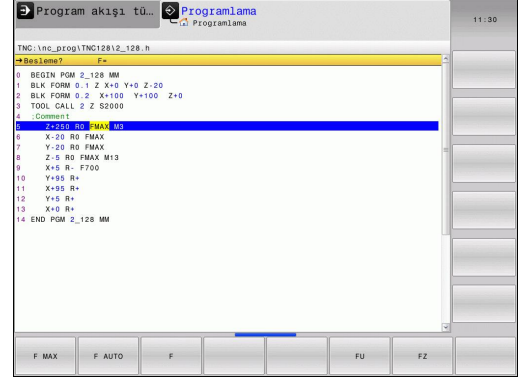 Program akışı tü...
Programlama
Programlama
11:30
TNC:\nc_prog\TNC128\2_128.h
→Besleme? F=
0 BEGIN PGM 2_128 MM
1 BLK FORM 0.1 Z X+0 Y+0 Z-20
2 BLK FORM 0.2 X+100 Y+100 Z+0
3 TOOL CALL 2 Z S2000
4 ;Comment
5 Z+250 R0 FMAX M3
6 X-20 R0 FMAX
7 Y-20 R0 FMAX
8 Z-5 R0 FMAX M13
9 X+5 R- F700
10 Y+95 R+
11 X+95 R+
12 Y+5 R+
13 X+0 R+
14 END PGM 2_128 MM
F MAX F AUTO F FU FZ